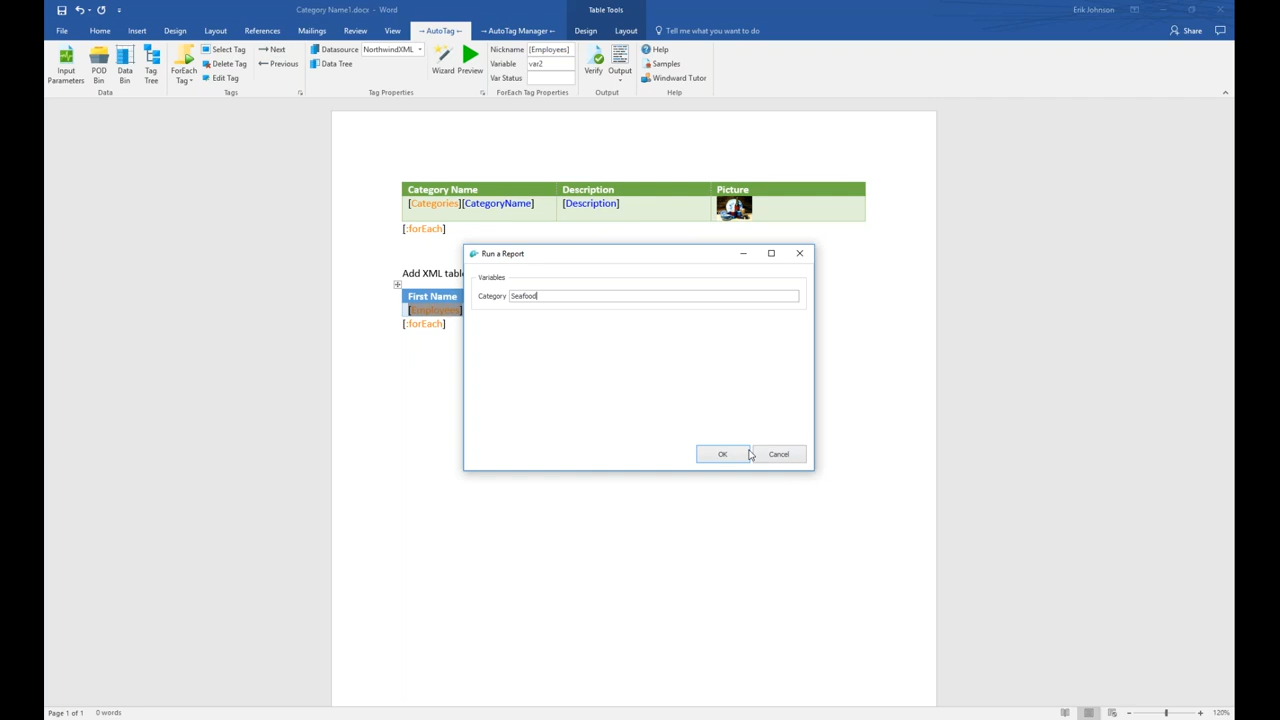 Category Name1.docx - Word
Table Tools
Erik Johnson
File Home Insert Design Layout References Mailings Review View → AutoTag ← → AutoTag Manager ← Design Layout Tell me what you want to do Share
Input Parameters
POD Bin
Data Bin
Tag Tree
Data
ForEach Tag
Select Tag
Delete Tag
Edit Tag
Next
Previous
Tags
Datasource NorthwindXML
Data Tree
Wizard
Preview
Tag Properties
Nickname [Employees]
Variable var2
Var Status
ForEach Tag Properties
Verify
Output
Output
Help
Samples
Windward Tutor
Help
Category Name Description Picture
[Categories][CategoryName] [Description]
[:forEach]
Add XML table
First Name
[Employees]
[:forEach]
Run a Report
Variables
Category Seafood
OK Cancel
Page 1 of 1 0 words
120%